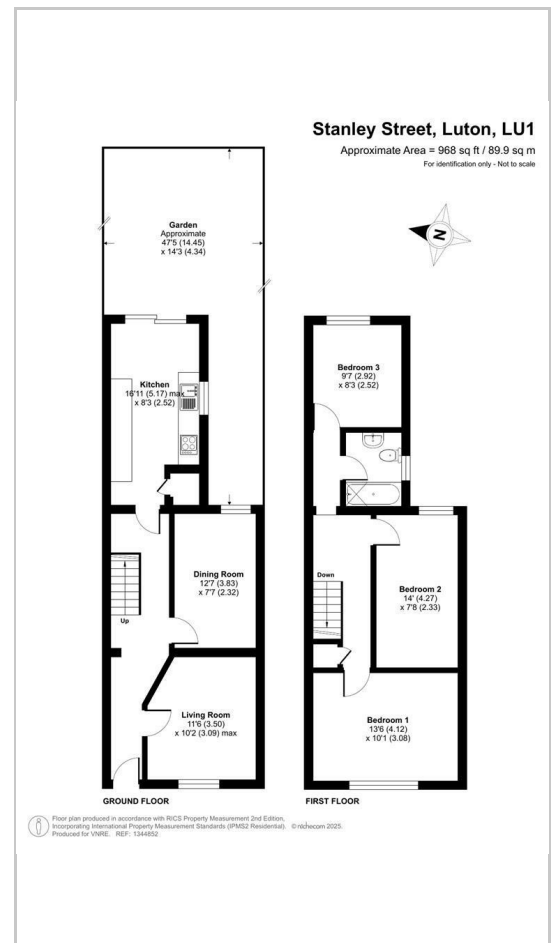 Stanley Street, Luton, LU1
Approximate Area = 968 sq ft / 89.9 sq m
For identification only - Not to scale
N
Garden
Approximate
47'5 (14.45)
x 14'3 (4.34)
Kitchen
16'11 (5.17) max
x 8'3 (2.52)
Bedroom 3
9'7 (2.92)
x 8'3 (2.52)
Dining Room
12'7 (3.83)
x 7'7 (2.32)
Up
Down
Bedroom 2
14' (4.27)
x 7'8 (2.33)
Living Room
11'6 (3.50)
x 10'2 (3.09) max
Bedroom 1
13'6 (4.12)
x 10'1 (3.08)
GROUND FLOOR
FIRST FLOOR
Floor plan produced in accordance with RICS Property Measurement 2nd Edition,
Incorporating International Property Measurement Standards (IPMS2 Residential). © nichecom 2025.
Produced for VNRE. REF: 1344852